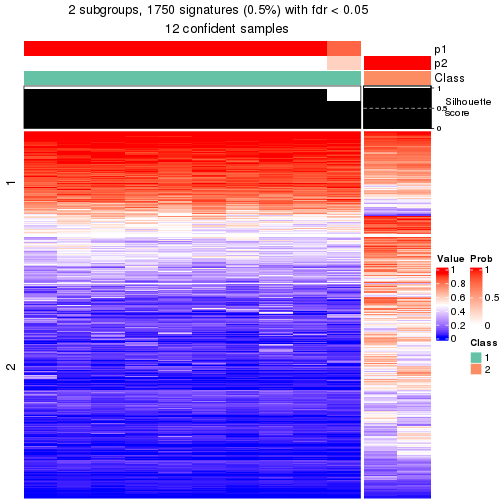 2 subgroups, 1750 signatures (0.5%) with fdr < 0.05
12 confident samples
p1
p2
Class
1
0.5
0
Silhouette
score
1
2
Value
1
0.8
0.6
0.4
0.2
0
Prob
1
0.5
0
Class
1
2